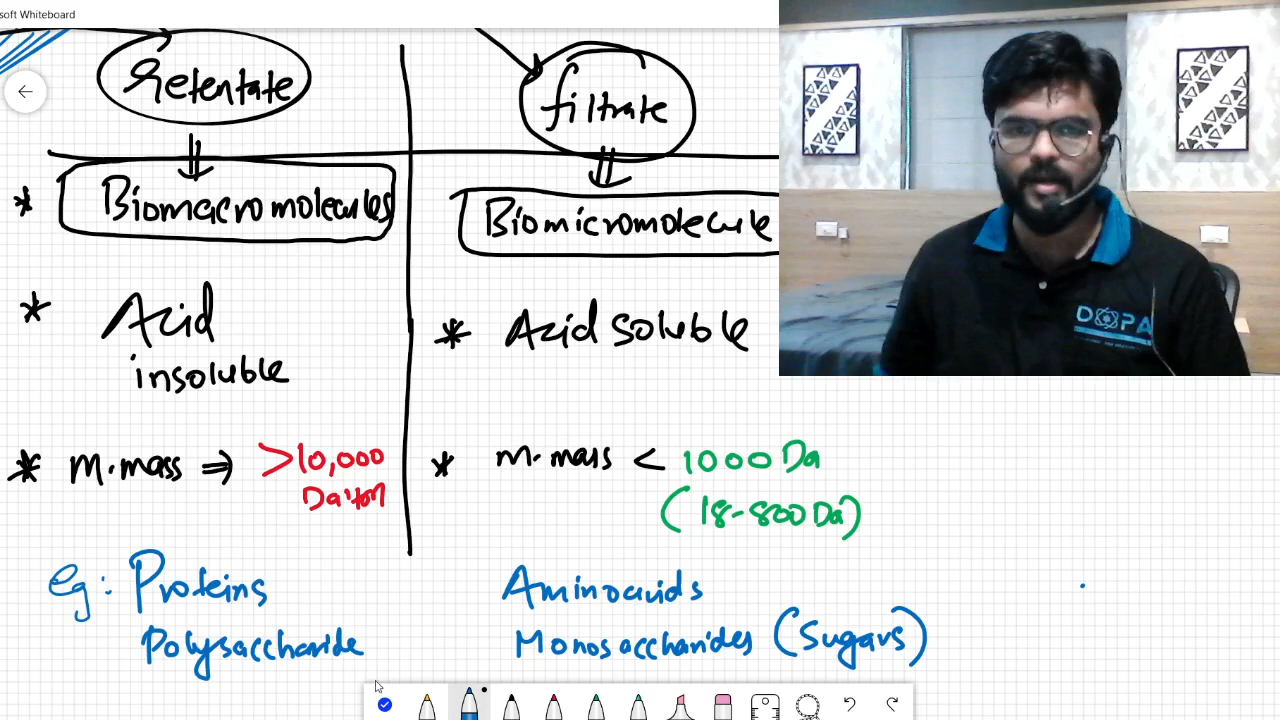 soft Whiteboard
Retentate
filtrate
* Biomacromolecules
Biomicromolecule
* Acid
insoluble
* Acid soluble
* M.mass ⇒ >10,000
Dalton
* m.mass < 1000 Da
(18-800 Da)
eg: Proteins
Polysaccharide
Aminoacids
Monosaccharides (Sugars)
DOPA